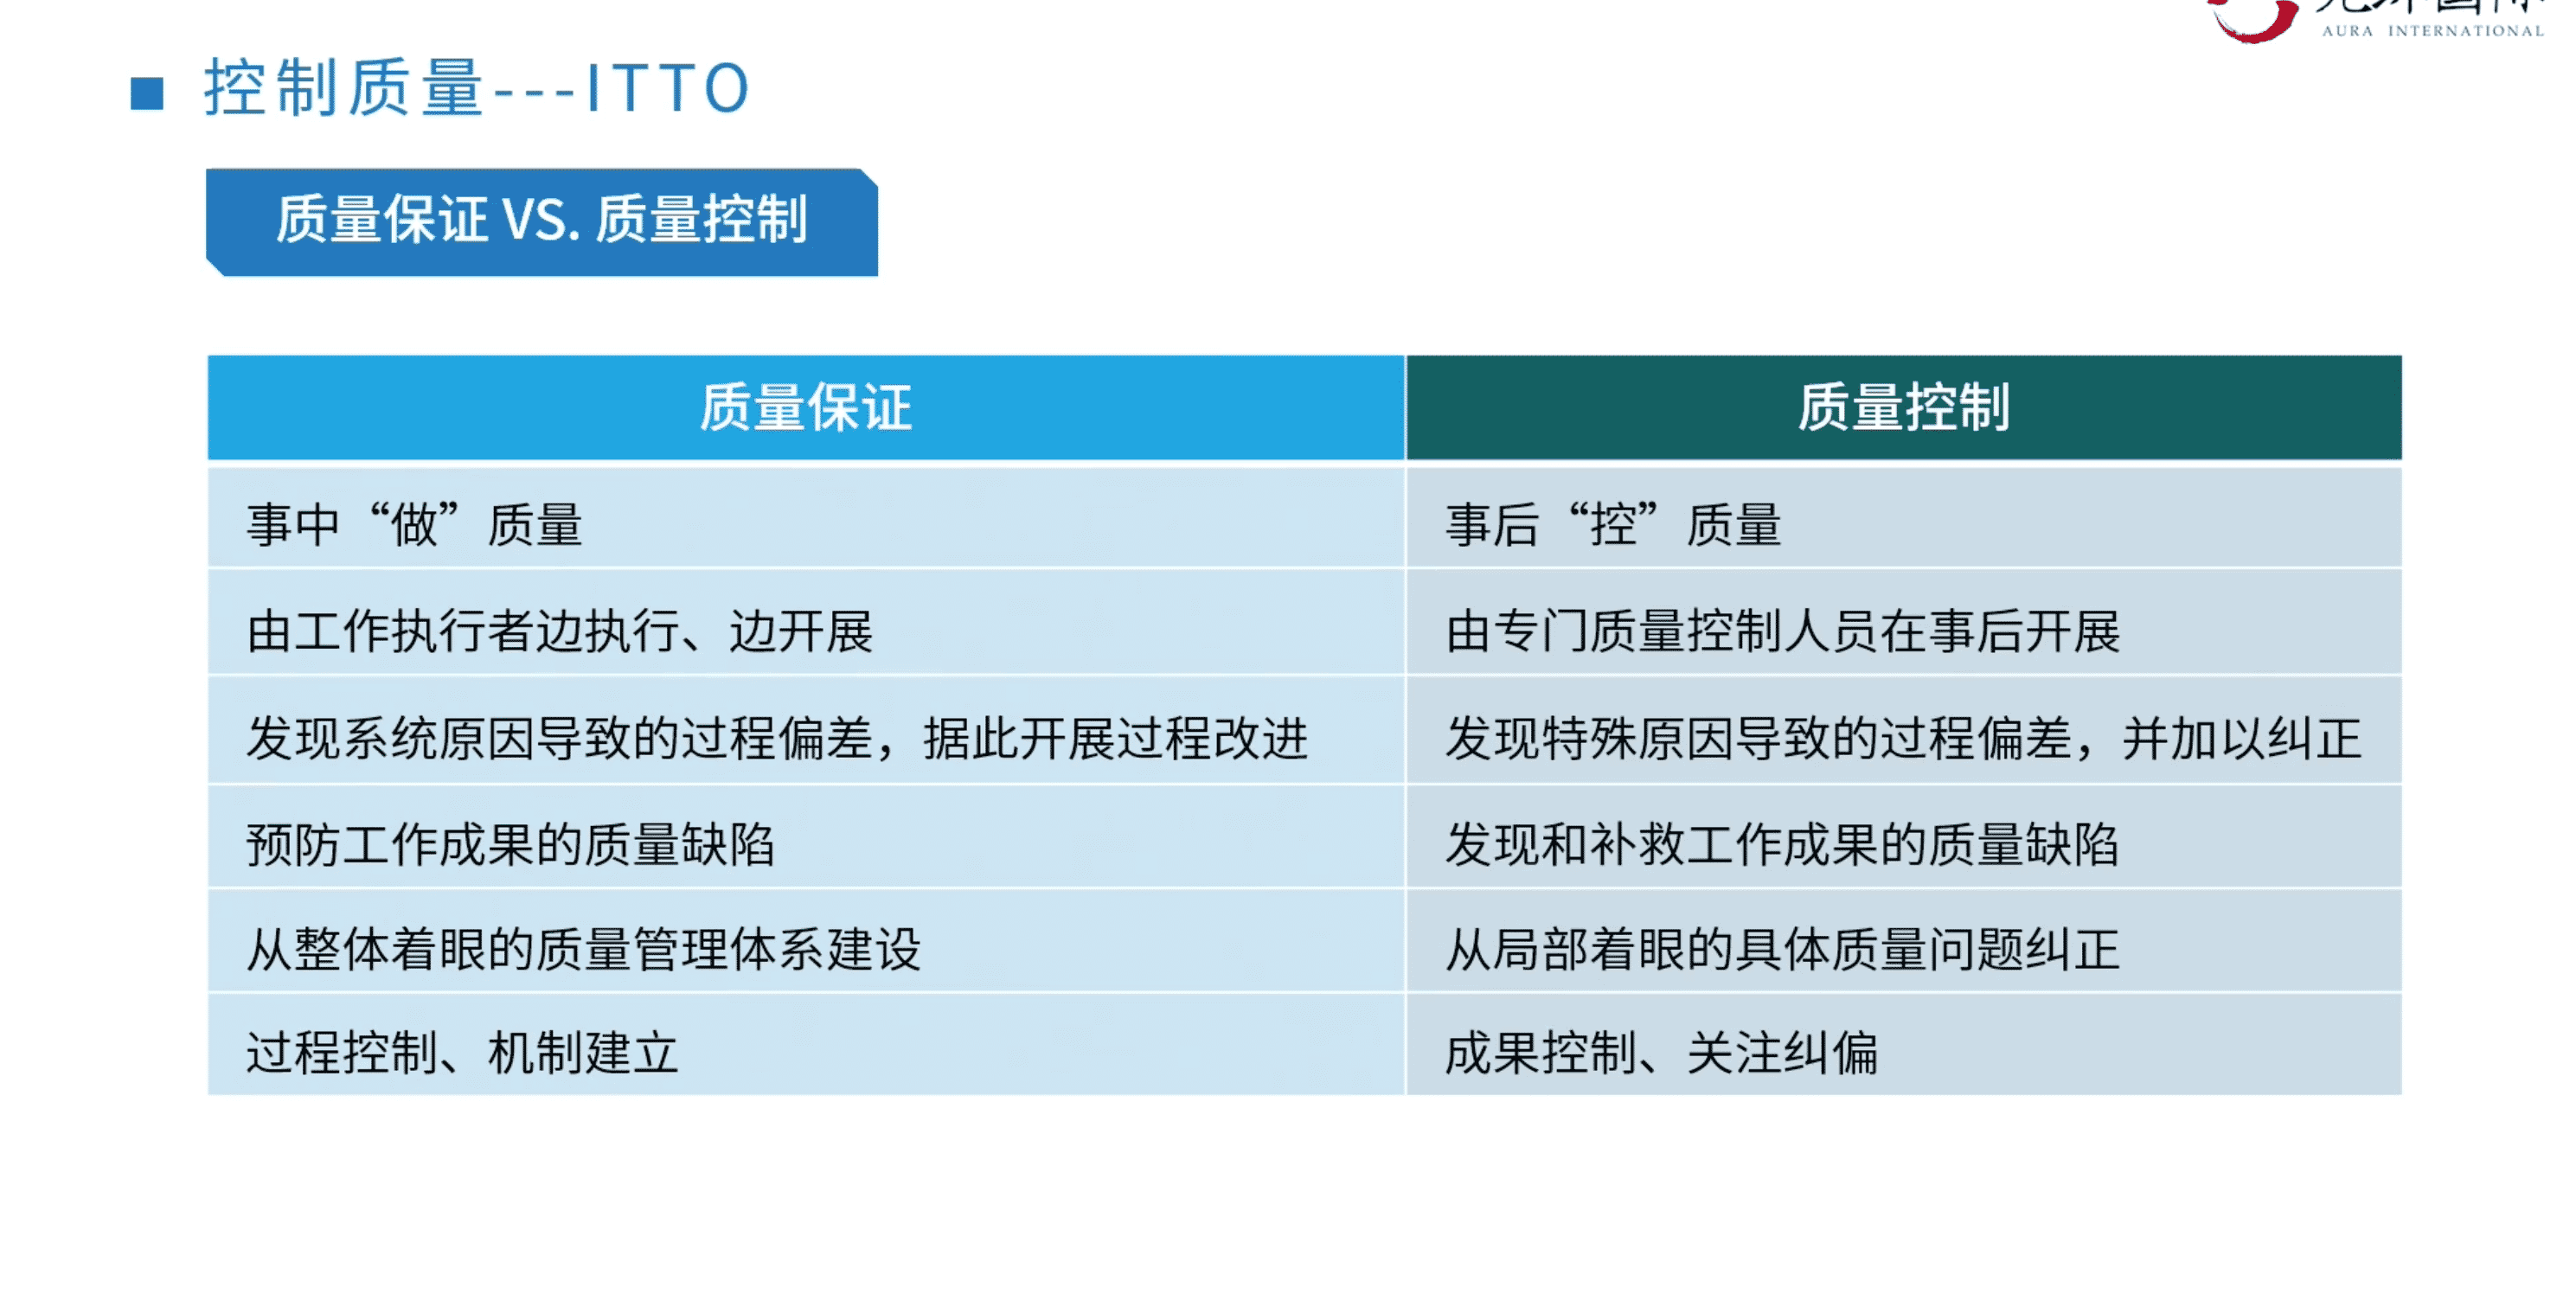 AURA INTERNATIONAL
控制质量---ITTO
质量保证 VS. 质量控制
质量保证
质量控制
事中“做”质量
事后“控”质量
由工作执行者边执行、边开展
由专门质量控制人员在事后开展
发现系统原因导致的过程偏差，据此开展过程改进
发现特殊原因导致的过程偏差，并加以纠正
预防工作成果的质量缺陷
发现和补救工作成果的质量缺陷
从整体着眼的质量管理体系建设
从局部着眼的具体质量问题纠正
过程控制、机制建立
成果控制、关注纠偏